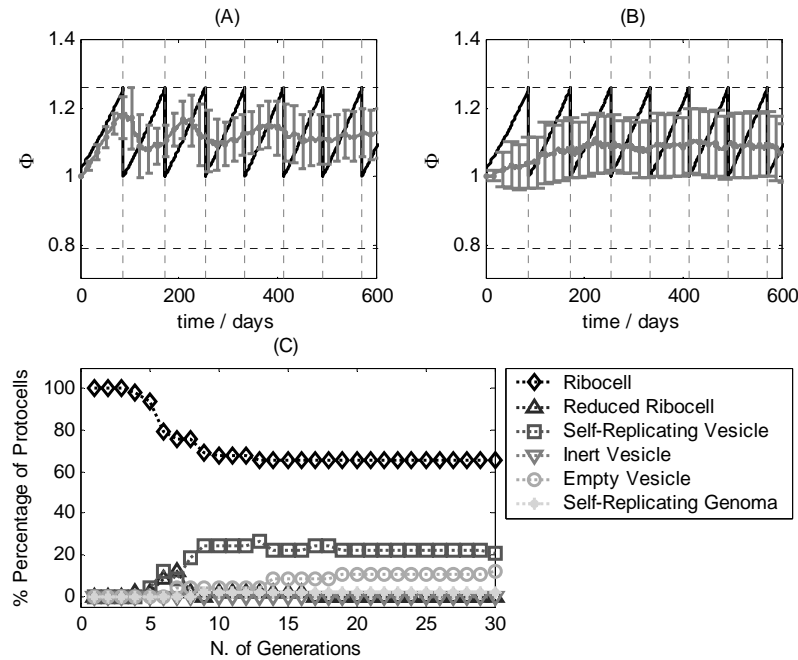 (A)
1.4
1.2
1
0.8
Φ
0
200
400
600
time / days
(B)
1.4
1.2
1
0.8
Φ
0
200
400
600
time / days
(C)
100
80
60
40
20
0
% Percentage of Protocells
0
5
10
15
20
25
30
N. of Generations
Ribocell
Reduced Ribocell
Self-Replicating Vesicle
Inert Vesicle
Empty Vesicle
Self-Replicating Genoma